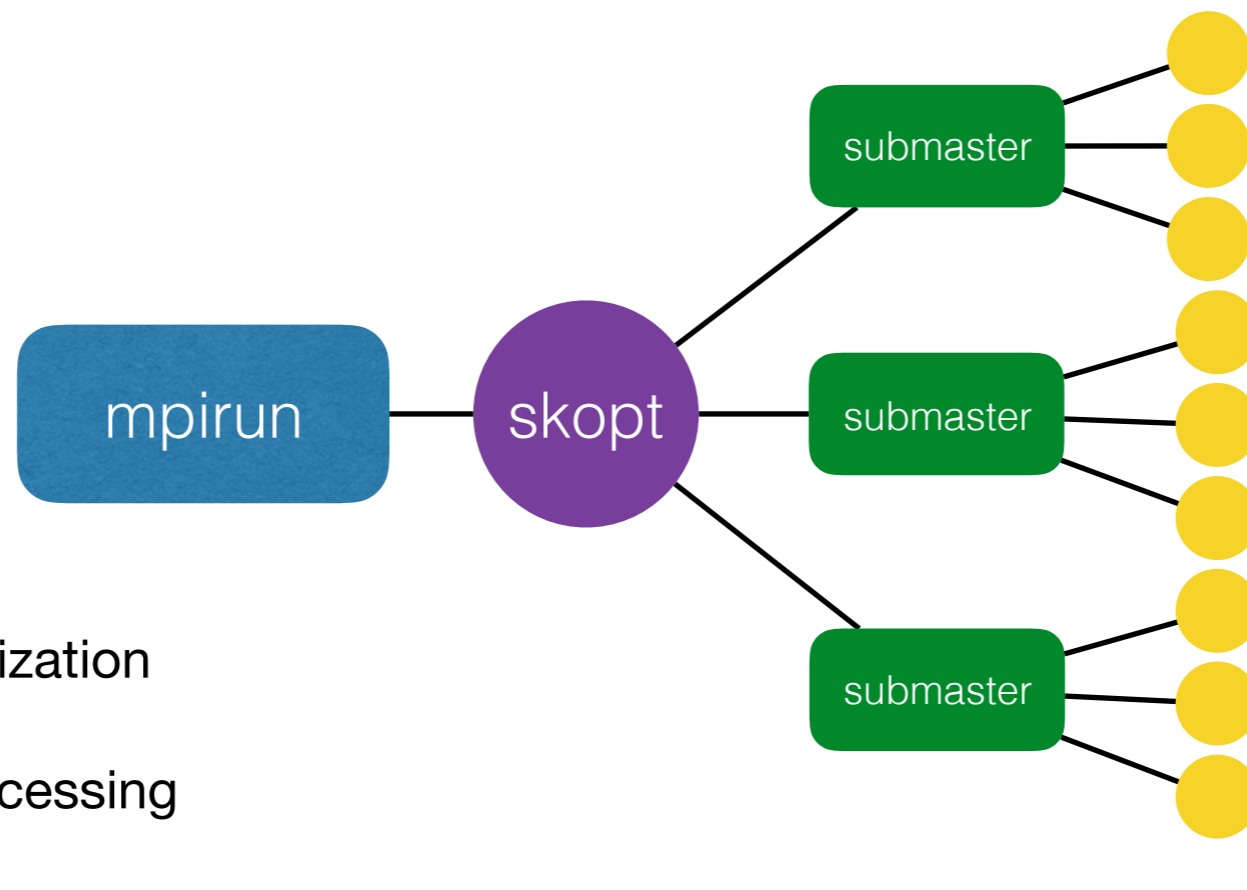 submaster
mpirun
skopt
submaster
ization
submaster
cessing